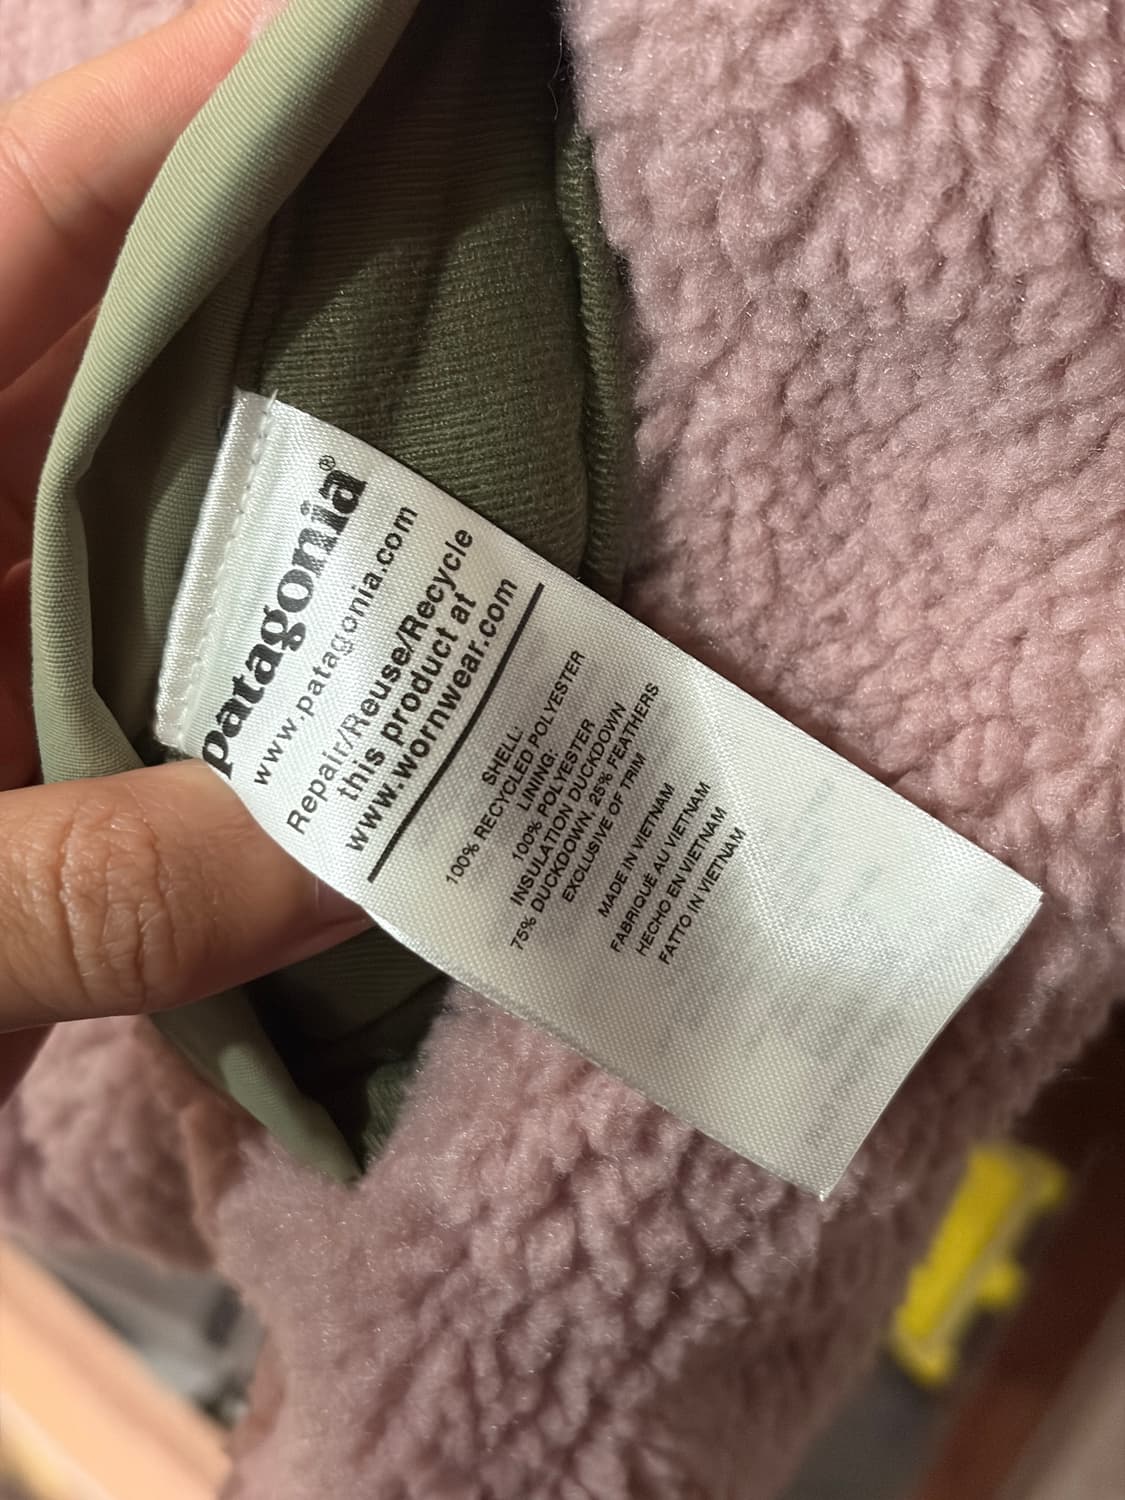 patagonia®
www.patagonia.com
Repair/Reuse/Recycle
this product at
www.wornwear.com
SHELL:
100% RECYCLED POLYESTER
LINING:
100% POLYESTER
INSULATION DUCKDOWN
75% DUCKDOWN, 25% FEATHERS
EXCLUSIIVE OF TRIM
MADE IN VIETNAM
FABRIQUÉ AU VIETNAM
HECHO EN VIETNAM
FATTO IN VIETNAM